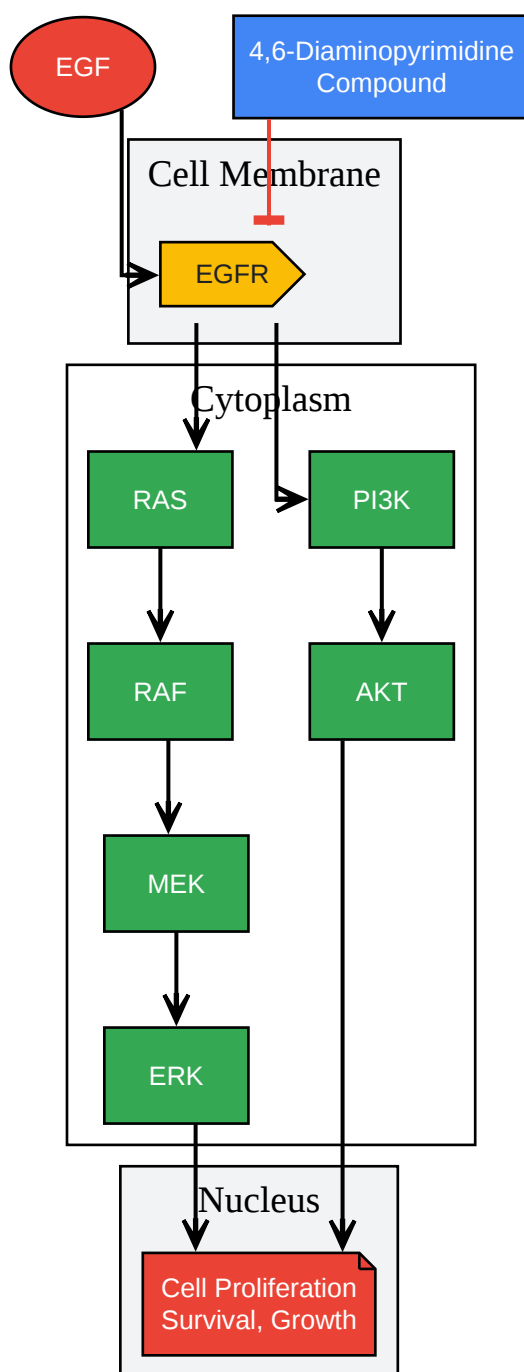 EGF
4,6-Diaminopyrimidine
Compound
Cell Membrane
EGFR
Cytoplasm
RAS
PI3K
RAF
AKT
MEK
ERK
Nucleus
Cell Proliferation
Survival, Growth